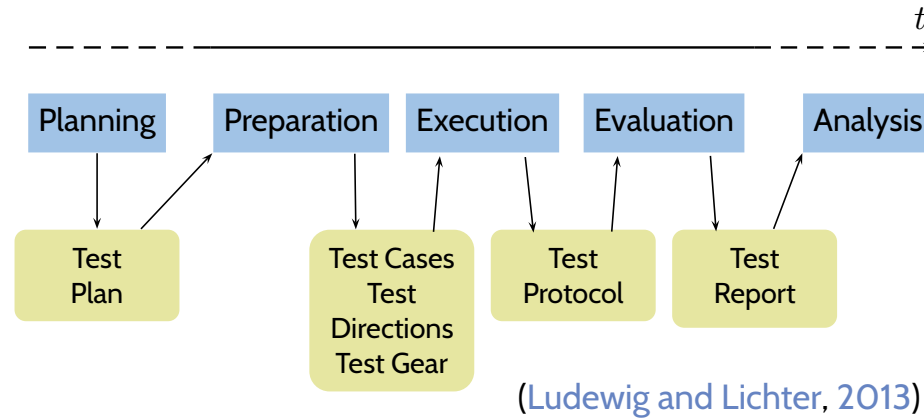 t
Planning
Preparation
Execution
Evaluation
Analysis
Test
Plan
Test Cases
Test
Directions
Test Gear
Test
Protocol
Test
Report
(Ludewig and Lichter, 2013)